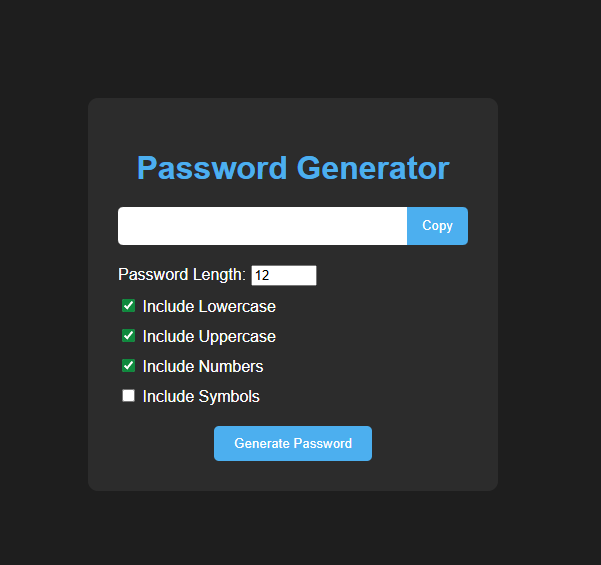 Password Generator
Copy
Password Length: 12
Include Lowercase
Include Uppercase
Include Numbers
Include Symbols
Generate Password